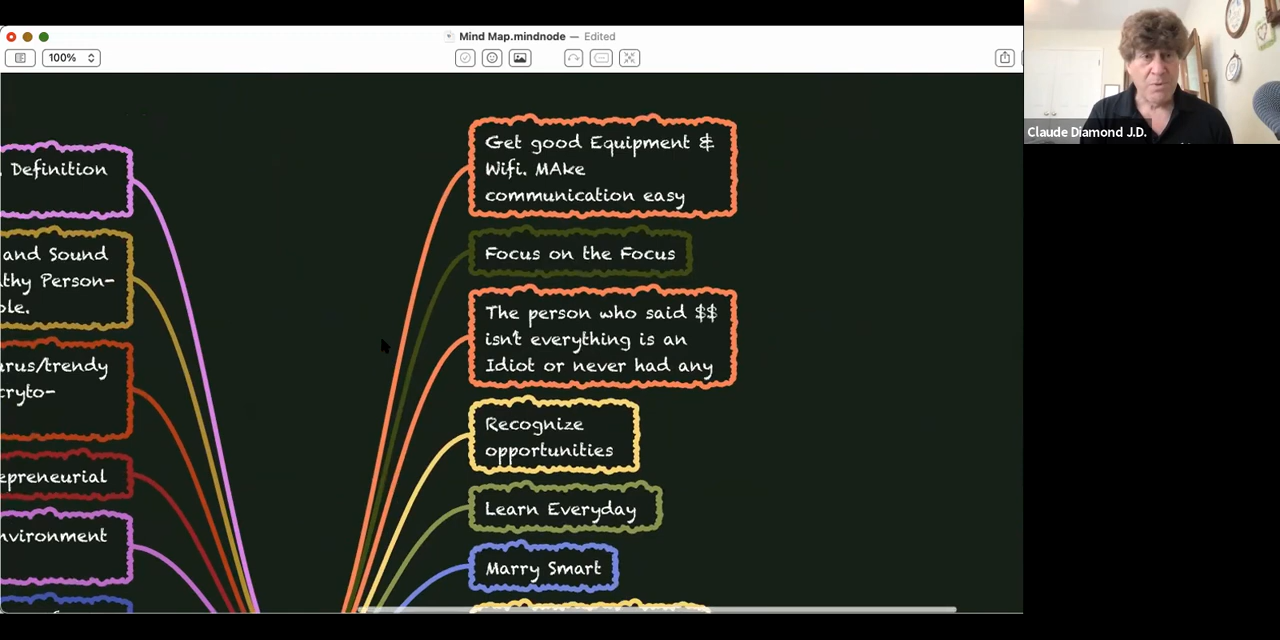 Mind Map.mindnode — Edited
100%
Claude Diamond J.D.
Definition
and Sound
thy Person-
ple.
urus/trendy
cryto-
epreneurial
nvironment
Get good Equipment &
Wifi. MAke
communication easy
Focus on the Focus
The person who said $$
isn't everything is an
Idiot or never had any
Recognize
opportunities
Learn Everyday
Marry Smart